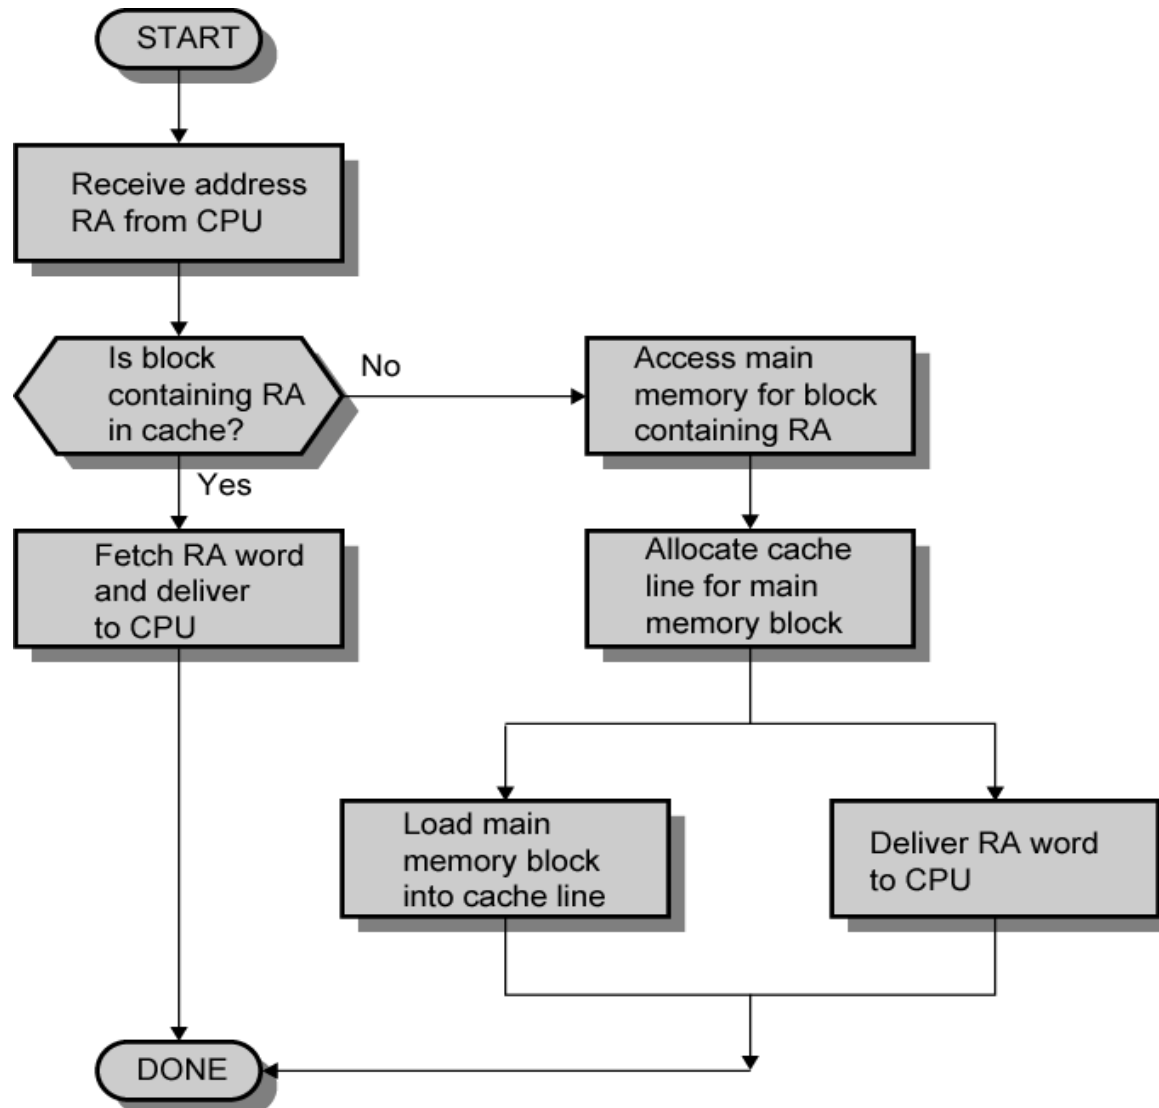 START
Receive address
RA from CPU
Is block
containing RA
in cache?
No
Yes
Access main
memory for block
containing RA
Fetch RA word
and deliver
to CPU
Allocate cache
line for main
memory block
Load main
memory block
into cache line
Deliver RA word
to CPU
DONE